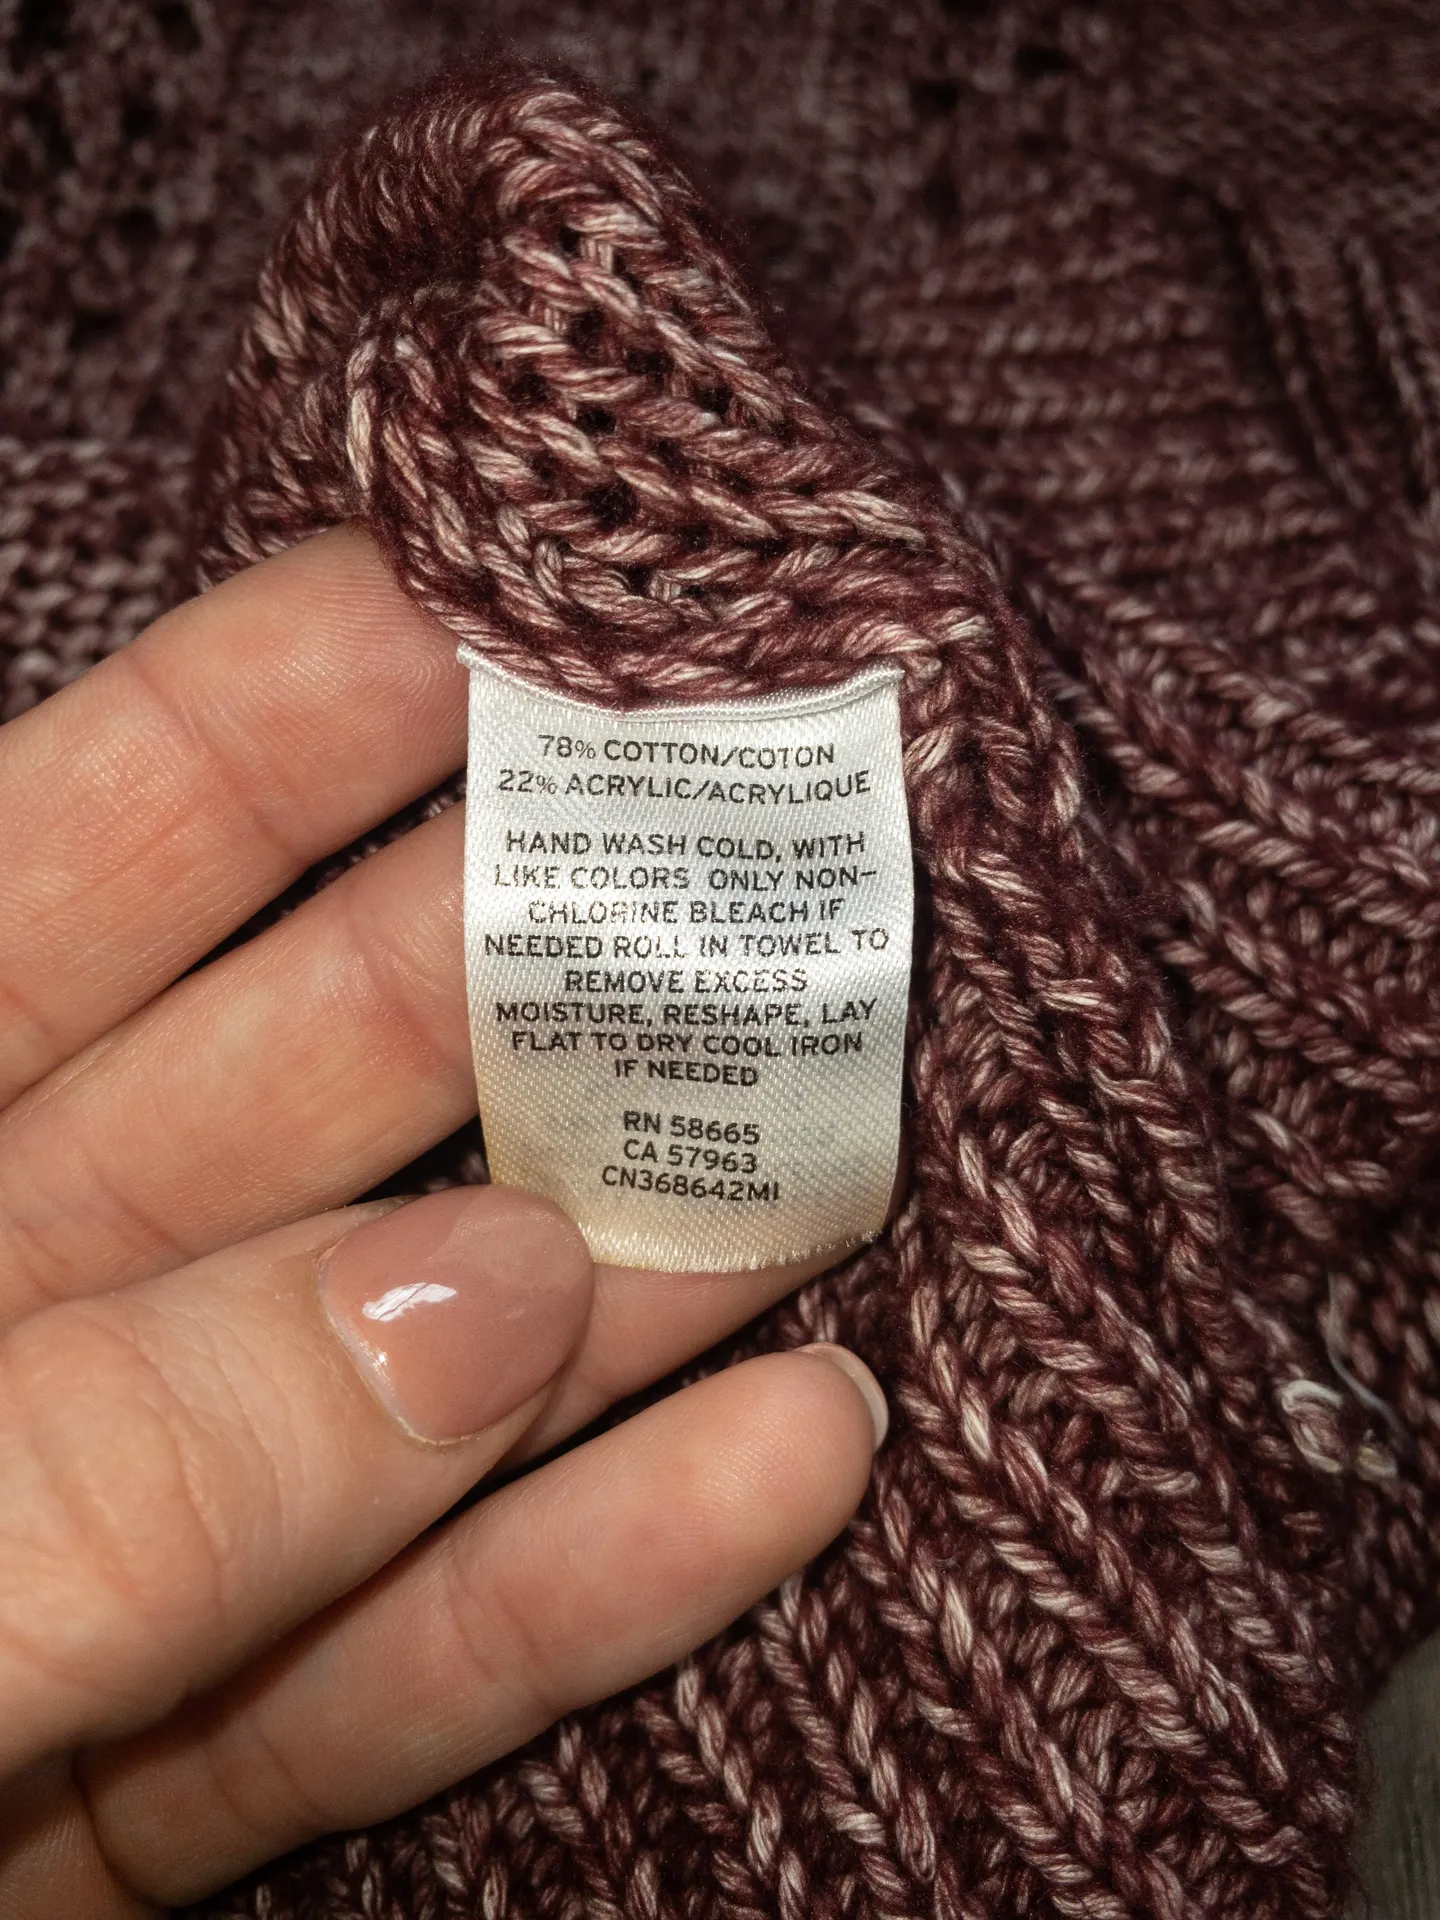 78% COTTON/COTON
22% ACRYLIC/ACRYLIQUE
HAND WASH COLD, WITH
LIKE COLORS ONLY NON-
CHLORINE BLEACH IF
NEEDED ROLL IN TOWEL TO
REMOVE EXCESS
MOISTURE, RESHAPE, LAY
FLAT TO DRY COOL IRON
IF NEEDED
RN 58665
CA 57963
CN368642MI